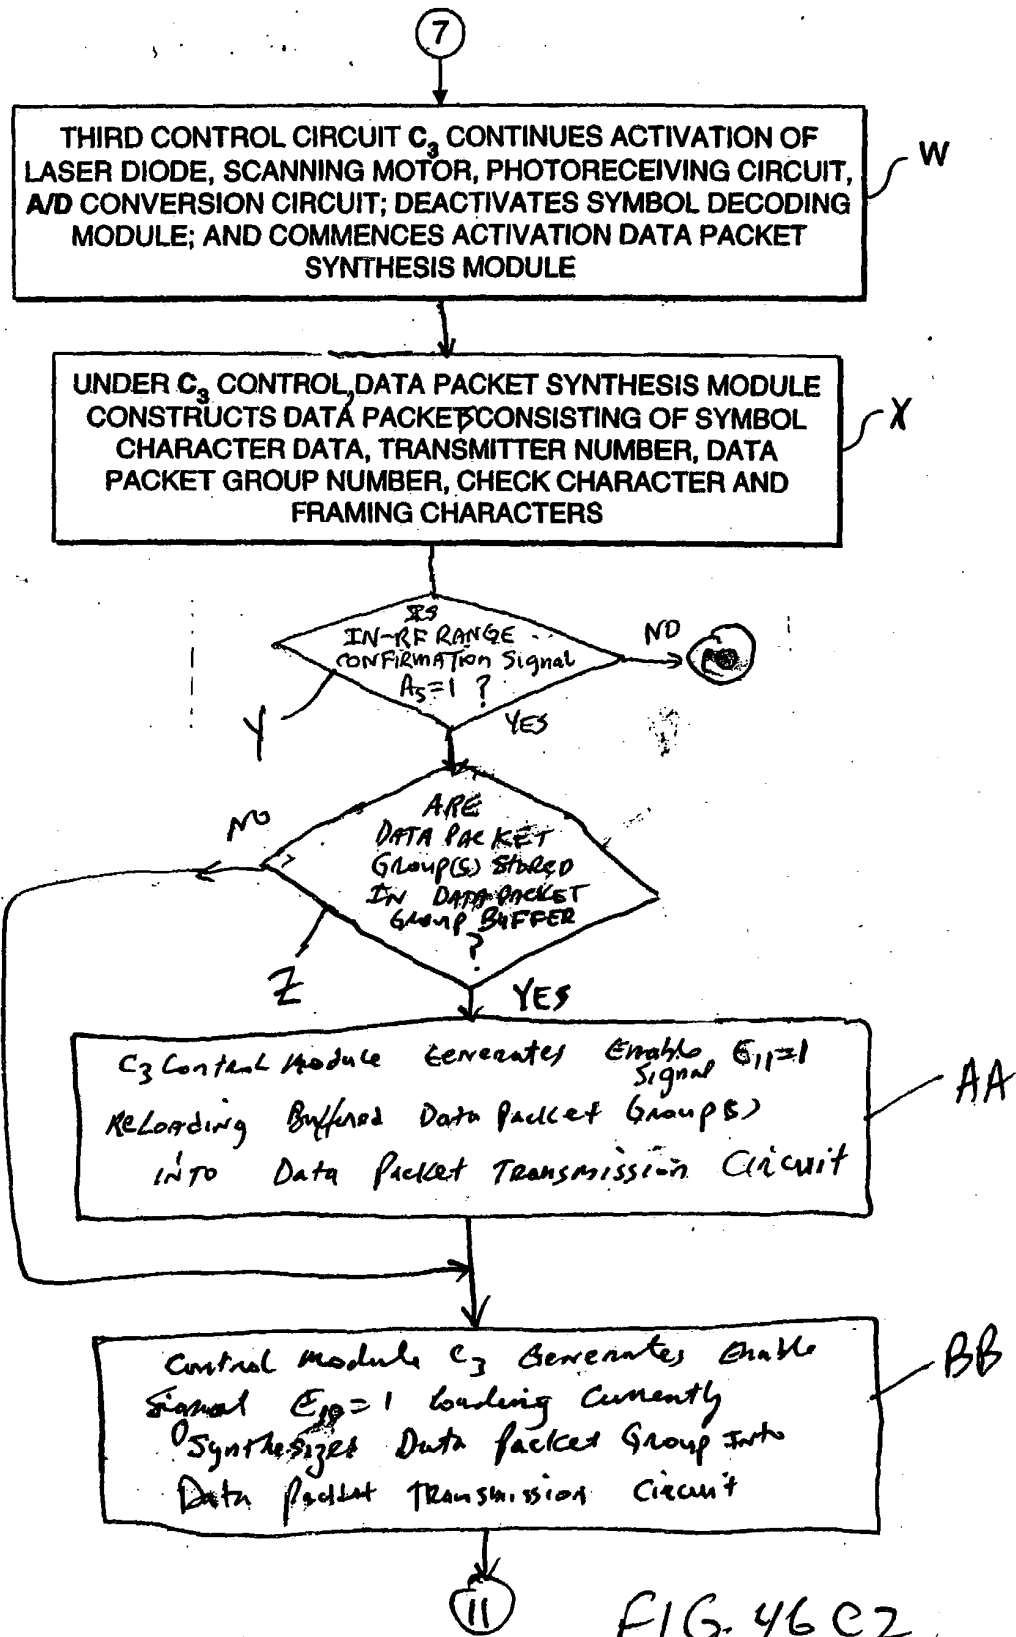 7
THIRD CONTROL CIRCUIT C3 CONTINUES ACTIVATION OF
LASER DIODE, SCANNING MOTOR, PHOTORECEIVING CIRCUIT,
A/D CONVERSION CIRCUIT; DEACTIVATES SYMBOL DECODING
MODULE; AND COMMENCES ACTIVATION DATA PACKET
SYNTHESIS MODULE
W
UNDER C3 CONTROL, DATA PACKET SYNTHESIS MODULE
CONSTRUCTS DATA PACKETS CONSISTING OF SYMBOL
CHARACTER DATA, TRANSMITTER NUMBER, DATA
PACKET GROUP NUMBER, CHECK CHARACTER AND
FRAMING CHARACTERS
X
IS
IN-RF RANGE
CONFIRMATION Signal
A5=1 ?
NO
Y
YES
ARE
DATA PACKET
GROUP(S) STORED
IN DATA PACKET
GROUP BUFFER
?
NO
Z
YES
C3 Control Module Generates Enable Signal E11=1
Reloading Buffered Data Packet Group(s)
INTO Data Packet Transmission Circuit
AA
Control Module C3 Generates Enable
Signal E10=1 Loading Currently
Synthesized Data Packet Group Into
Data Packet Transmission Circuit
BB
11
FIG. 46 C2